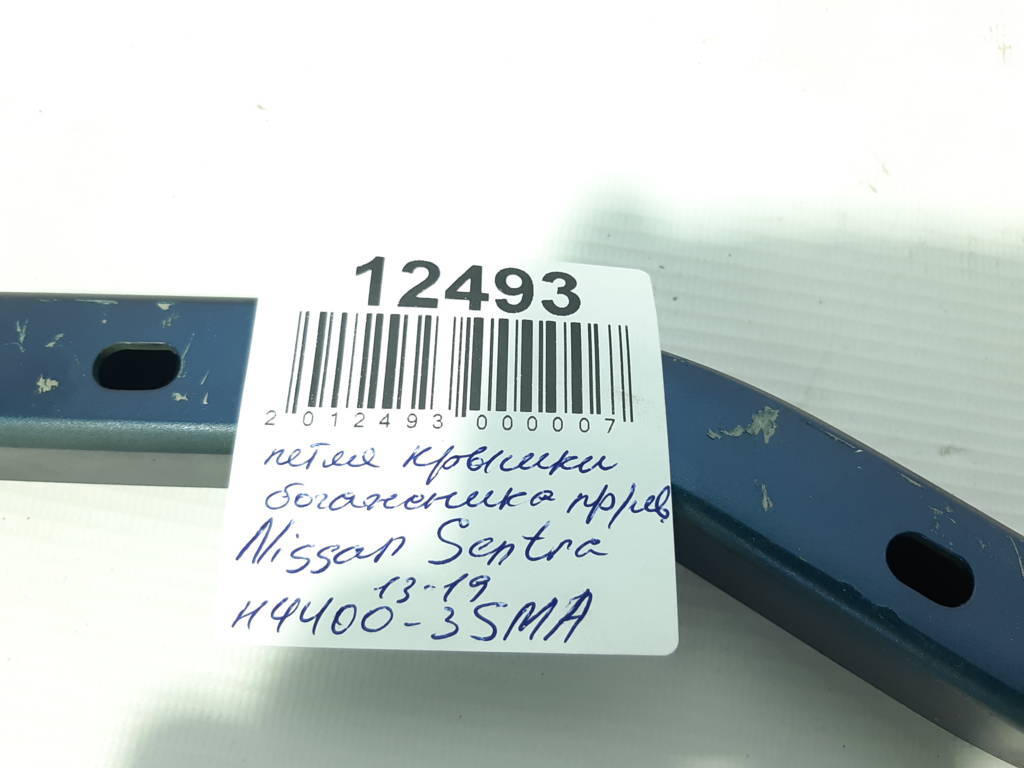 12493
2 012493 000007
петля крышки
багажника пр/лев
Nissan Sentra
13-19
H4400-3SMA